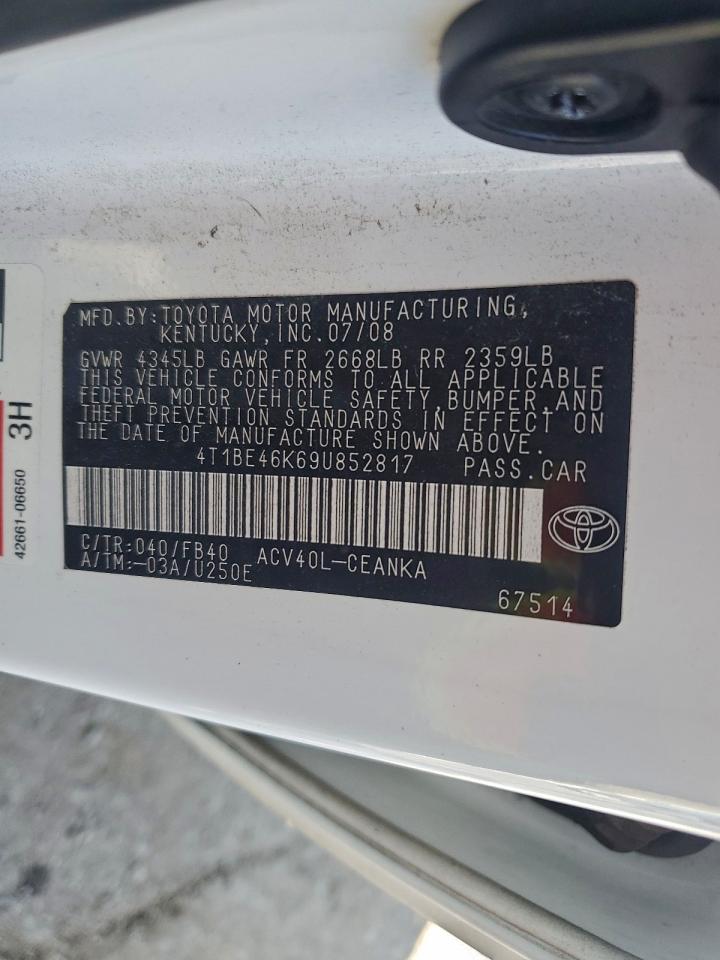 MFD.BY:TOYOTA MOTOR MANUFACTURING,
KENTUCKY,INC.07/08
GVWR 4345LB GAWR FR 2668LB RR 2359LB
THIS VEHICLE CONFORMS TO ALL APPLICABLE
FEDERAL MOTOR VEHICLE SAFETY,BUMPER,AND
THEFT PREVENTION STANDARDS IN EFFECT ON
THE DATE OF MANUFACTURE SHOWN ABOVE.
4T1BE46K69U852817 PASS.CAR
C/TR:040/FB40 ACV40L-CEANKA
A/TM:-03A/U250E
67514
3H
42661-06650